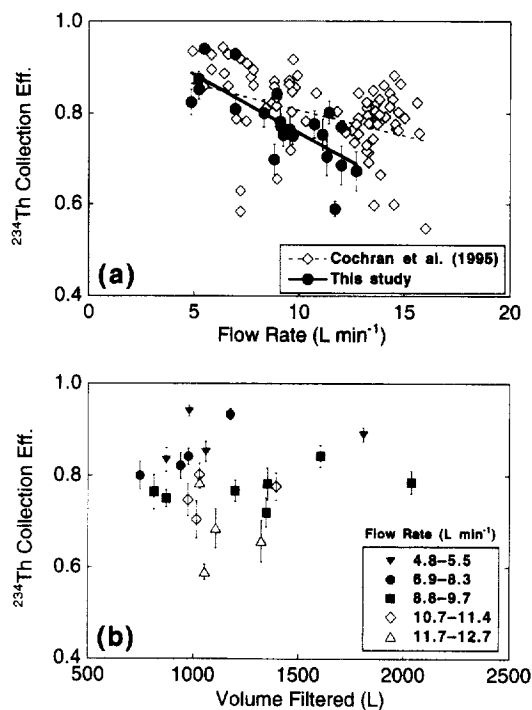 1.0
0.8
0.6
0.4
²³⁴Th Collection Eff.
(a)
Cochran et al. (1995)
This study
0 5 10 15 20
Flow Rate (L min⁻¹)
1.0
0.8
0.6
0.4
²³⁴Th Collection Eff.
(b)
Flow Rate (L min⁻¹)
4.8–5.5
6.9–8.3
8.8–9.7
10.7–11.4
11.7–12.7
500 1000 1500 2000 2500
Volume Filtered (L)